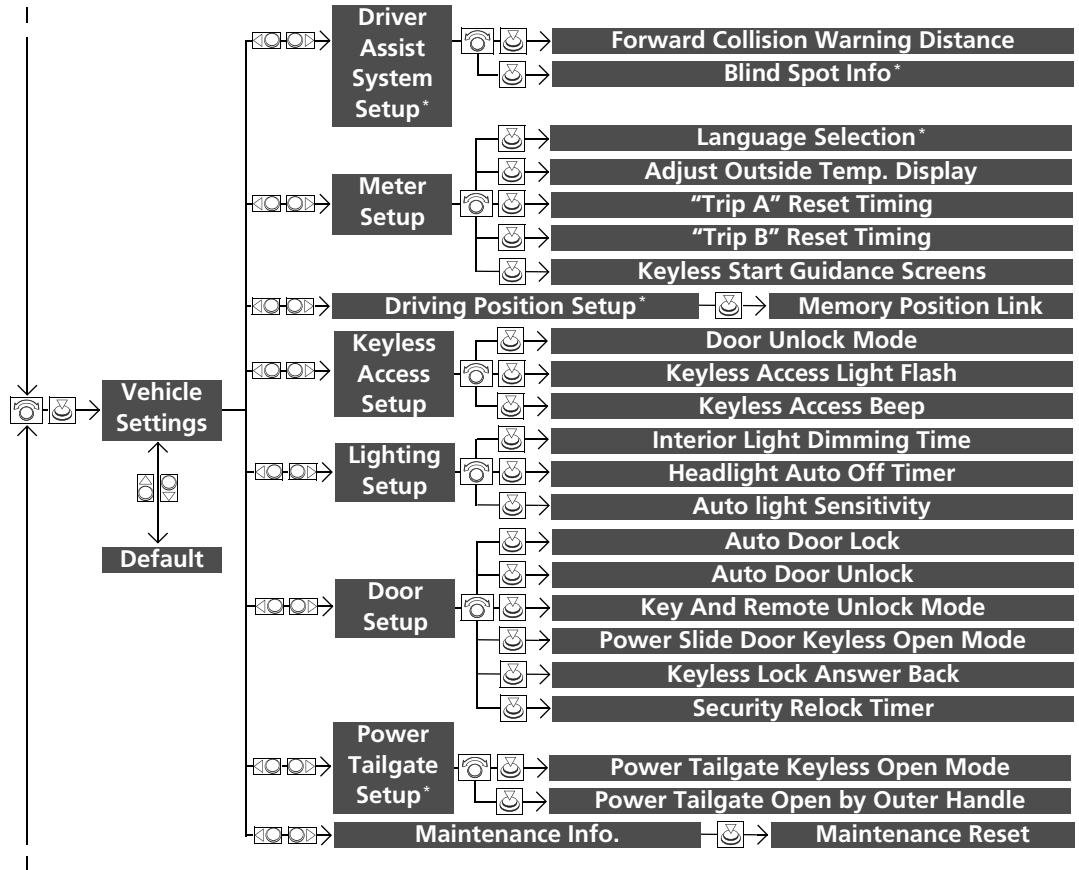 Driver
Assist
System
Setup*
Forward Collision Warning Distance
Blind Spot Info*
Meter
Setup
Language Selection*
Adjust Outside Temp. Display
“Trip A” Reset Timing
“Trip B” Reset Timing
Keyless Start Guidance Screens
Driving Position Setup*
Memory Position Link
Keyless
Access
Setup
Door Unlock Mode
Keyless Access Light Flash
Keyless Access Beep
Vehicle
Settings
Default
Lighting
Setup
Interior Light Dimming Time
Headlight Auto Off Timer
Auto light Sensitivity
Door
Setup
Auto Door Lock
Auto Door Unlock
Key And Remote Unlock Mode
Power Slide Door Keyless Open Mode
Keyless Lock Answer Back
Security Relock Timer
Power
Tailgate
Setup*
Power Tailgate Keyless Open Mode
Power Tailgate Open by Outer Handle
Maintenance Info.
Maintenance Reset